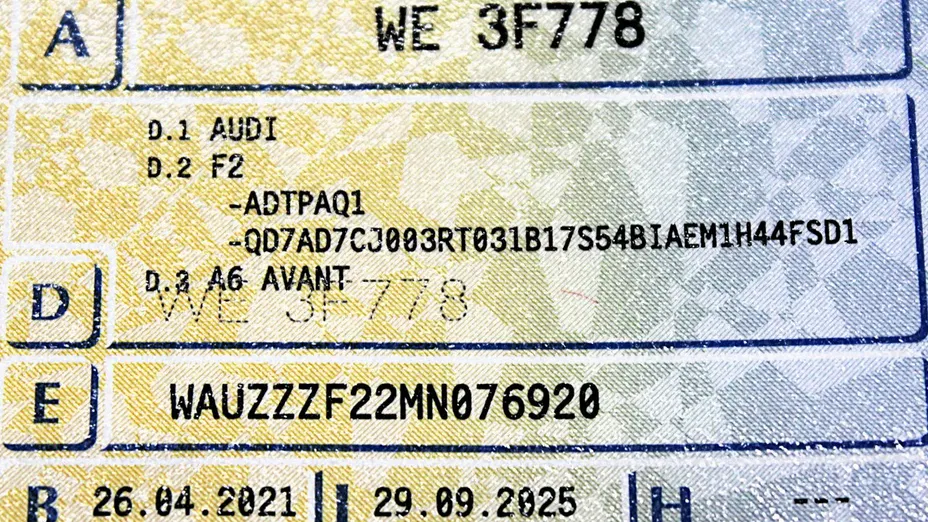 A WE 3F778
D.1 AUDI
D.2 F2
-ADTPAQ1
-QD7AD7CJ003RT031B17S54BIAEM1H44FSD1
D.3 A6 AVANT
D WE 3F778
E WAUZZZF22MN076920
B 26.04.2021 I 29.09.2025 H ---